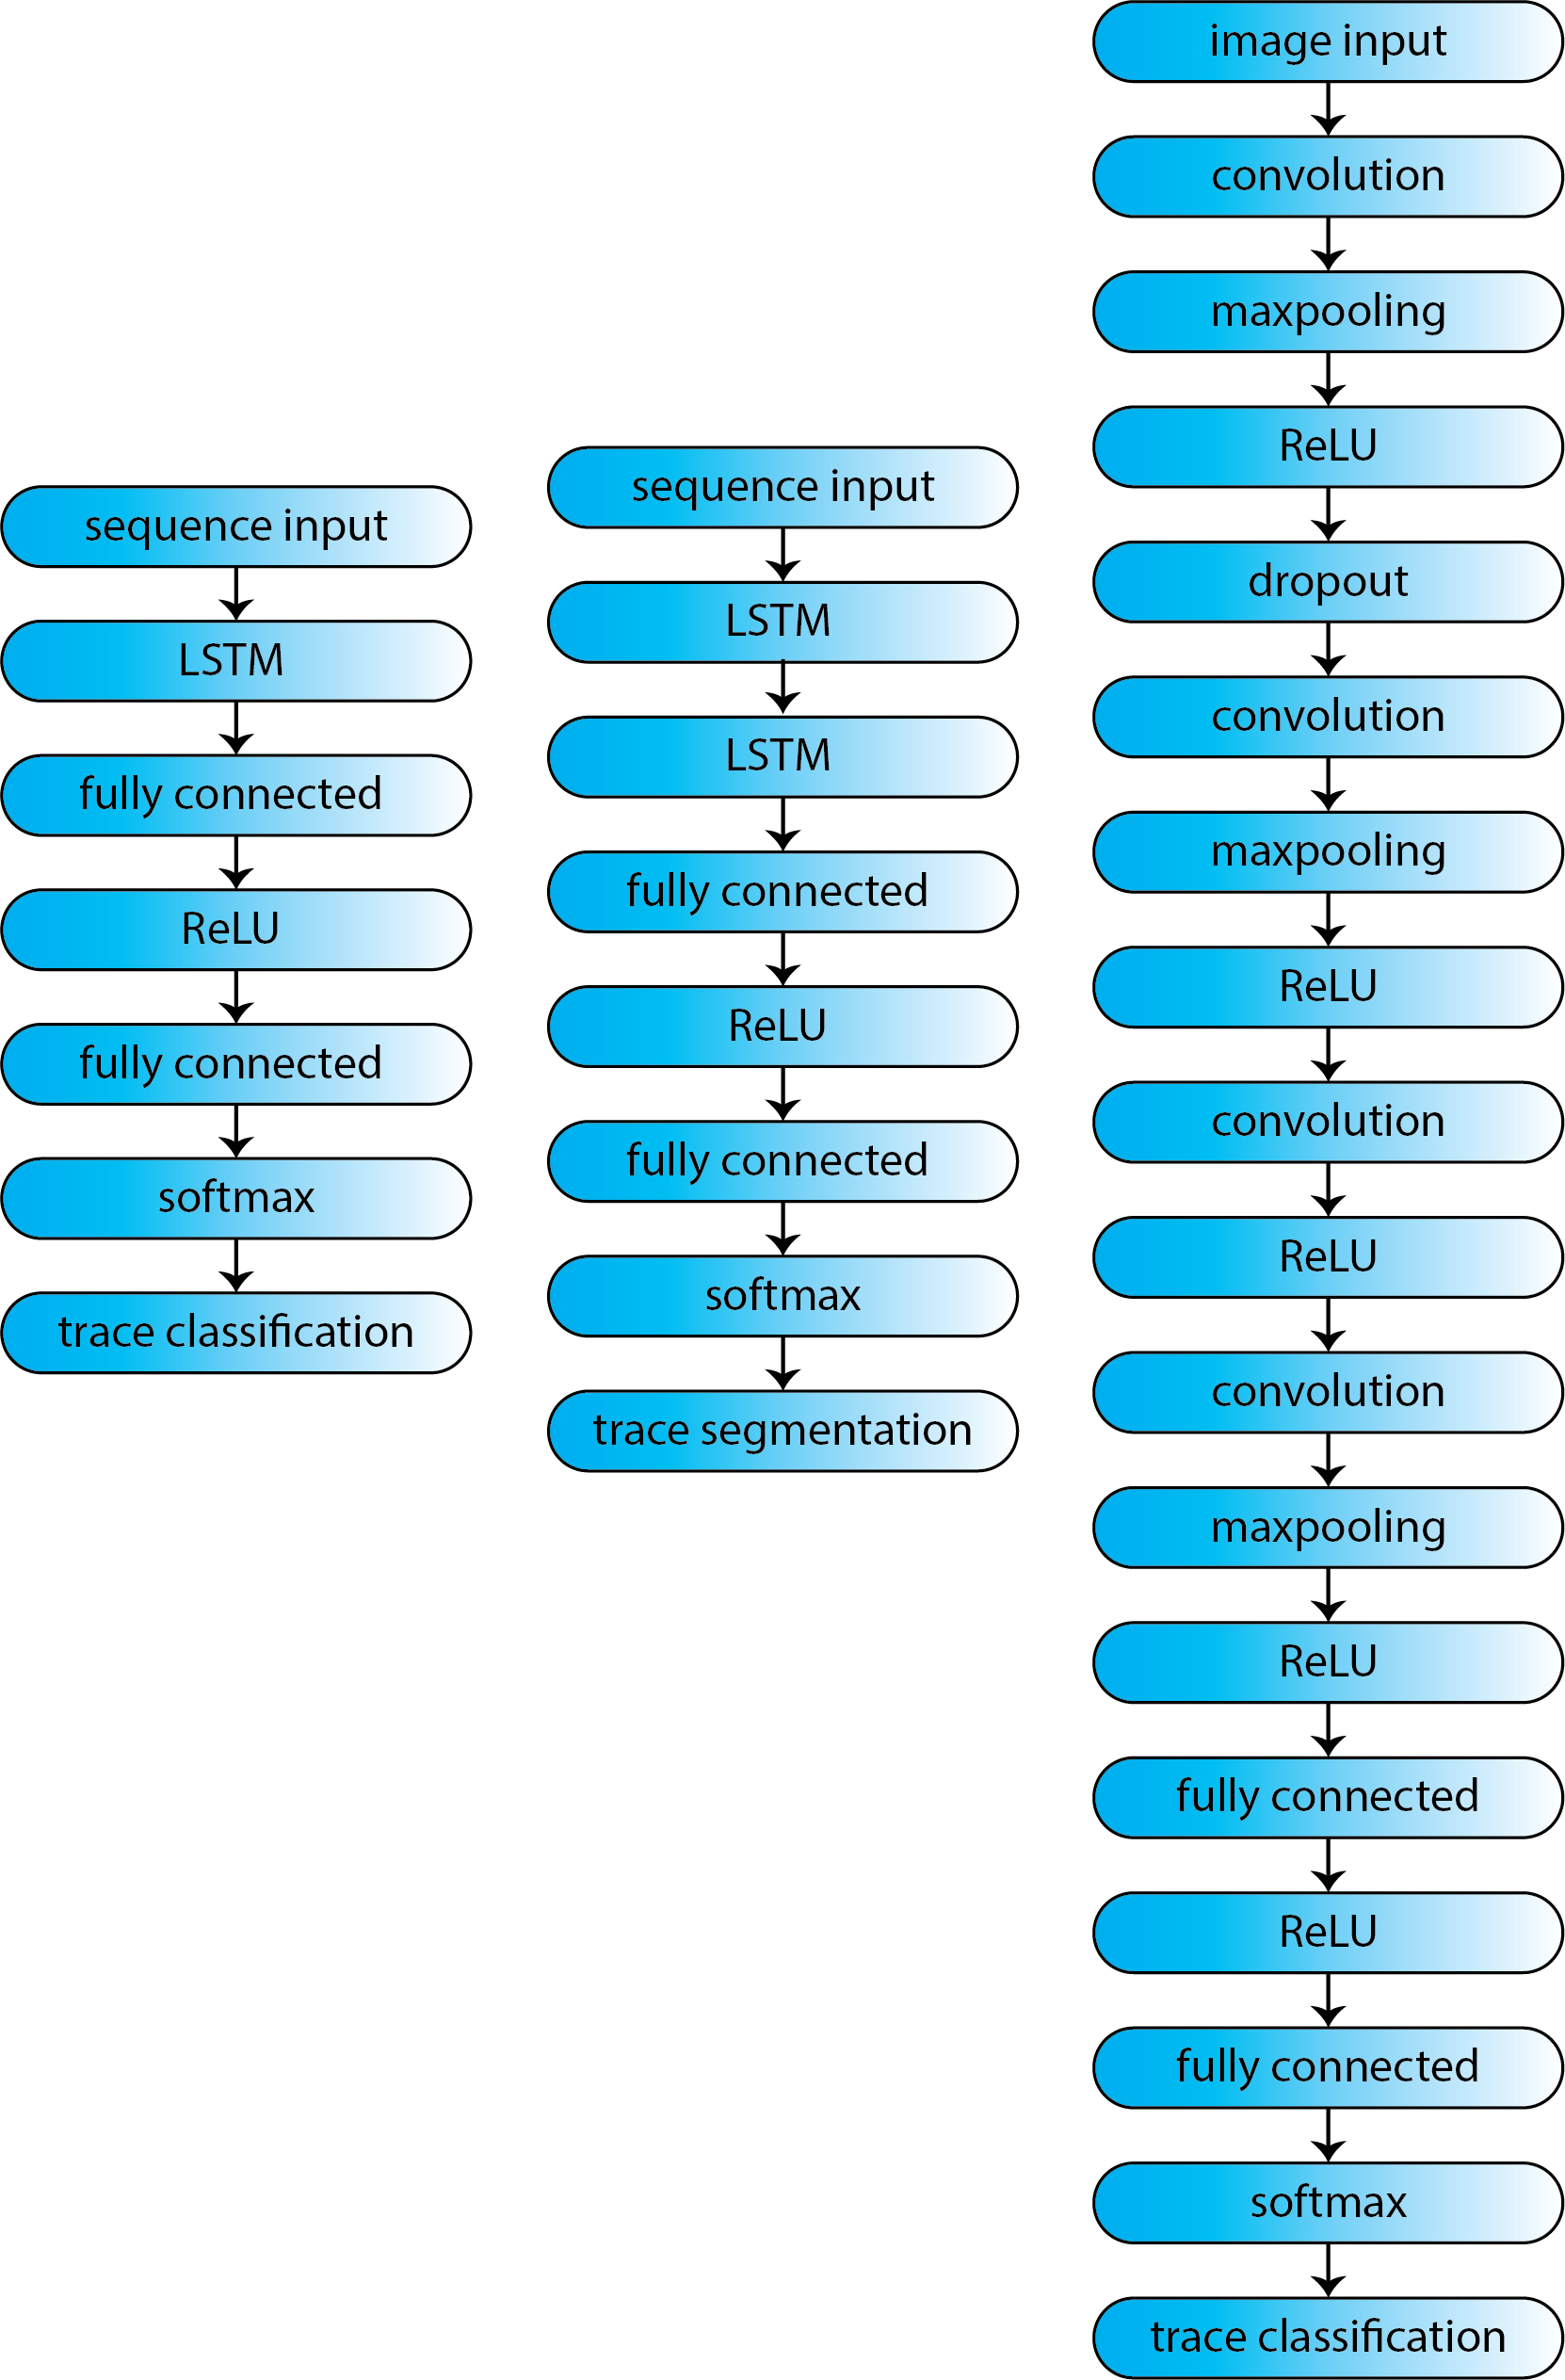 sequence input
LSTM
fully connected
ReLU
fully connected
softmax
trace classification
sequence input
LSTM
LSTM
fully connected
ReLU
fully connected
softmax
trace segmentation
image input
convolution
maxpooling
ReLU
dropout
convolution
maxpooling
ReLU
convolution
ReLU
convolution
maxpooling
ReLU
fully connected
ReLU
fully connected
softmax
trace classification